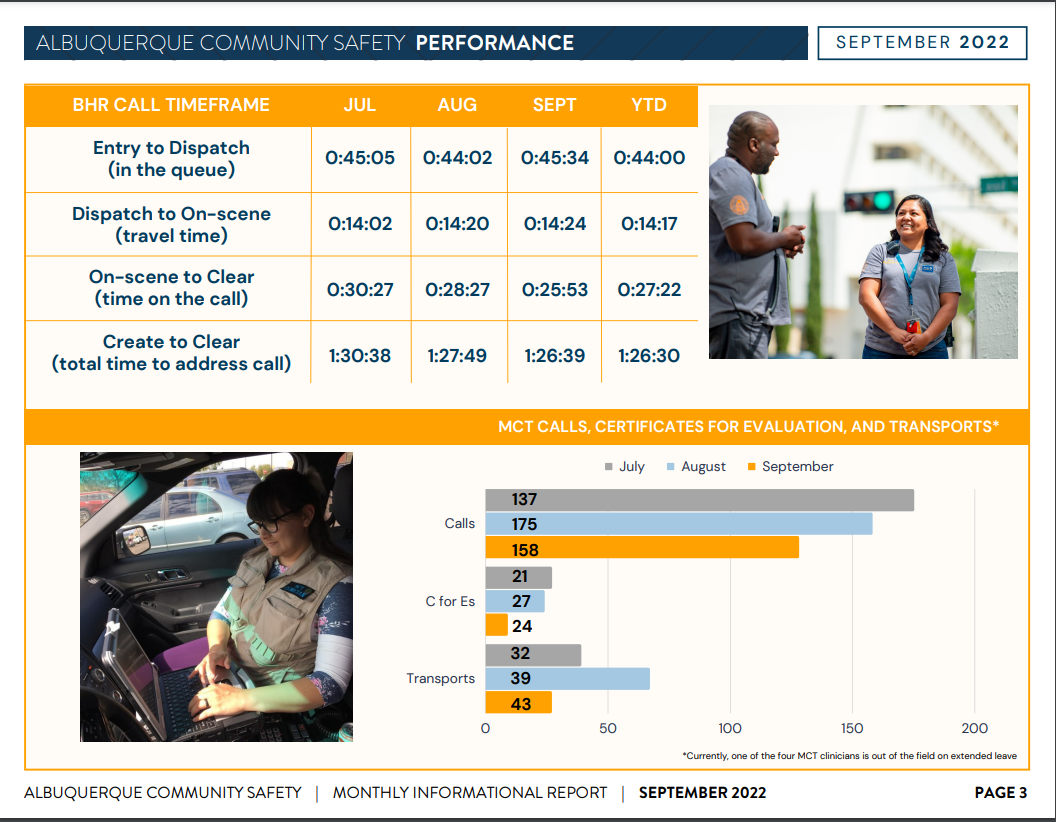 ALBUQUERQUE COMMUNITY SAFETY PERFORMANCE
SEPTEMBER 2022
BHR CALL TIMEFRAME JUL AUG SEPT YTD
Entry to Dispatch
(in the queue)
0:45:05 0:44:02 0:45:34 0:44:00
Dispatch to On-scene
(travel time)
0:14:02 0:14:20 0:14:24 0:14:17
On-scene to Clear
(time on the call)
0:30:27 0:28:27 0:25:53 0:27:22
Create to Clear
(total time to address call)
1:30:38 1:27:49 1:26:39 1:26:30
MCT CALLS, CERTIFICATES FOR EVALUATION, AND TRANSPORTS*
July August September
Calls
137
175
158
C for Es
21
27
24
Transports
32
39
43
0 50 100 150 200
*Currently, one of the four MCT clinicians is out of the field on extended leave
ALBUQUERQUE COMMUNITY SAFETY | MONTHLY INFORMATIONAL REPORT | SEPTEMBER 2022
PAGE 3